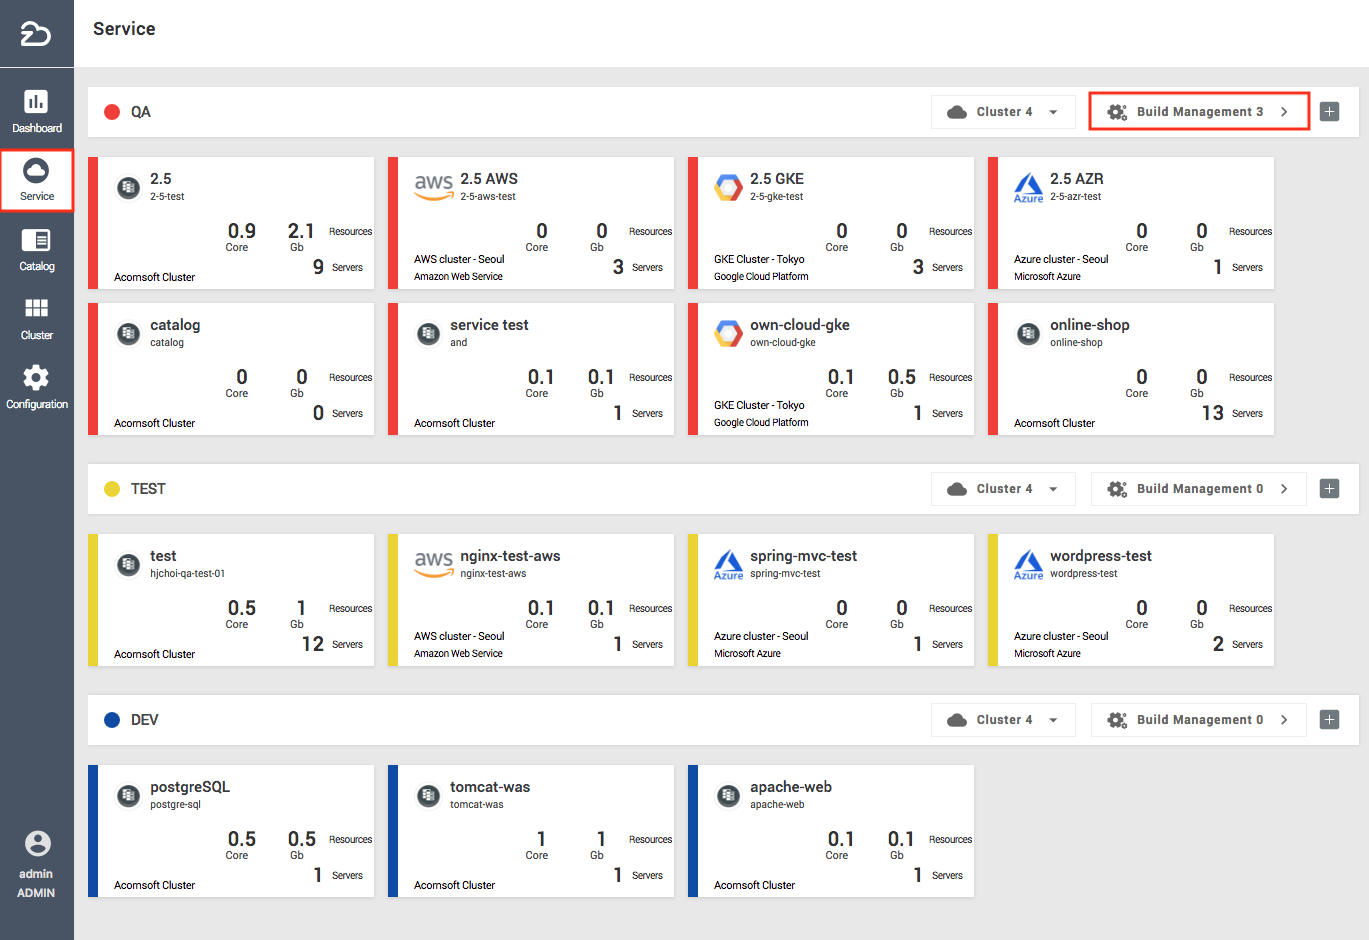 Service
Dashboard
Service
Catalog
Cluster
Configuration
admin
ADMIN
QA
Cluster 4
Build Management 3
2.5
2-5-test
0.9 2.1 Resources
Core Gb
9 Servers
Acornsoft Cluster
aws
2.5 AWS
2-5-aws-test
0 0 Resources
Core Gb
AWS cluster - Seoul
3 Servers
Amazon Web Service
2.5 GKE
2-5-gke-test
0 0 Resources
Core Gb
GKE Cluster - Tokyo
3 Servers
Google Cloud Platform
Azure
2.5 AZR
2-5-azr-test
0 0 Resources
Core Gb
Azure cluster - Seoul
1 Servers
Microsoft Azure
catalog
catalog
0 0 Resources
Core Gb
0 Servers
Acornsoft Cluster
service test
and
0.1 0.1 Resources
Core Gb
1 Servers
Acornsoft Cluster
own-cloud-gke
own-cloud-gke
0.1 0.5 Resources
Core Gb
GKE Cluster - Tokyo
1 Servers
Google Cloud Platform
online-shop
online-shop
0 0 Resources
Core Gb
13 Servers
Acornsoft Cluster
TEST
Cluster 4
Build Management 0
test
hjchoi-qa-test-01
0.5 1 Resources
Core Gb
12 Servers
Acornsoft Cluster
aws
nginx-test-aws
nginx-test-aws
0.1 0.1 Resources
Core Gb
AWS cluster - Seoul
1 Servers
Amazon Web Service
Azure
spring-mvc-test
spring-mvc-test
0 0 Resources
Core Gb
Azure cluster - Seoul
1 Servers
Microsoft Azure
Azure
wordpress-test
wordpress-test
0 0 Resources
Core Gb
Azure cluster - Seoul
2 Servers
Microsoft Azure
DEV
Cluster 4
Build Management 0
postgreSQL
postgre-sql
0.5 0.5 Resources
Core Gb
1 Servers
Acornsoft Cluster
tomcat-was
tomcat-was
1 1 Resources
Core Gb
1 Servers
Acornsoft Cluster
apache-web
apache-web
0.1 0.1 Resources
Core Gb
1 Servers
Acornsoft Cluster